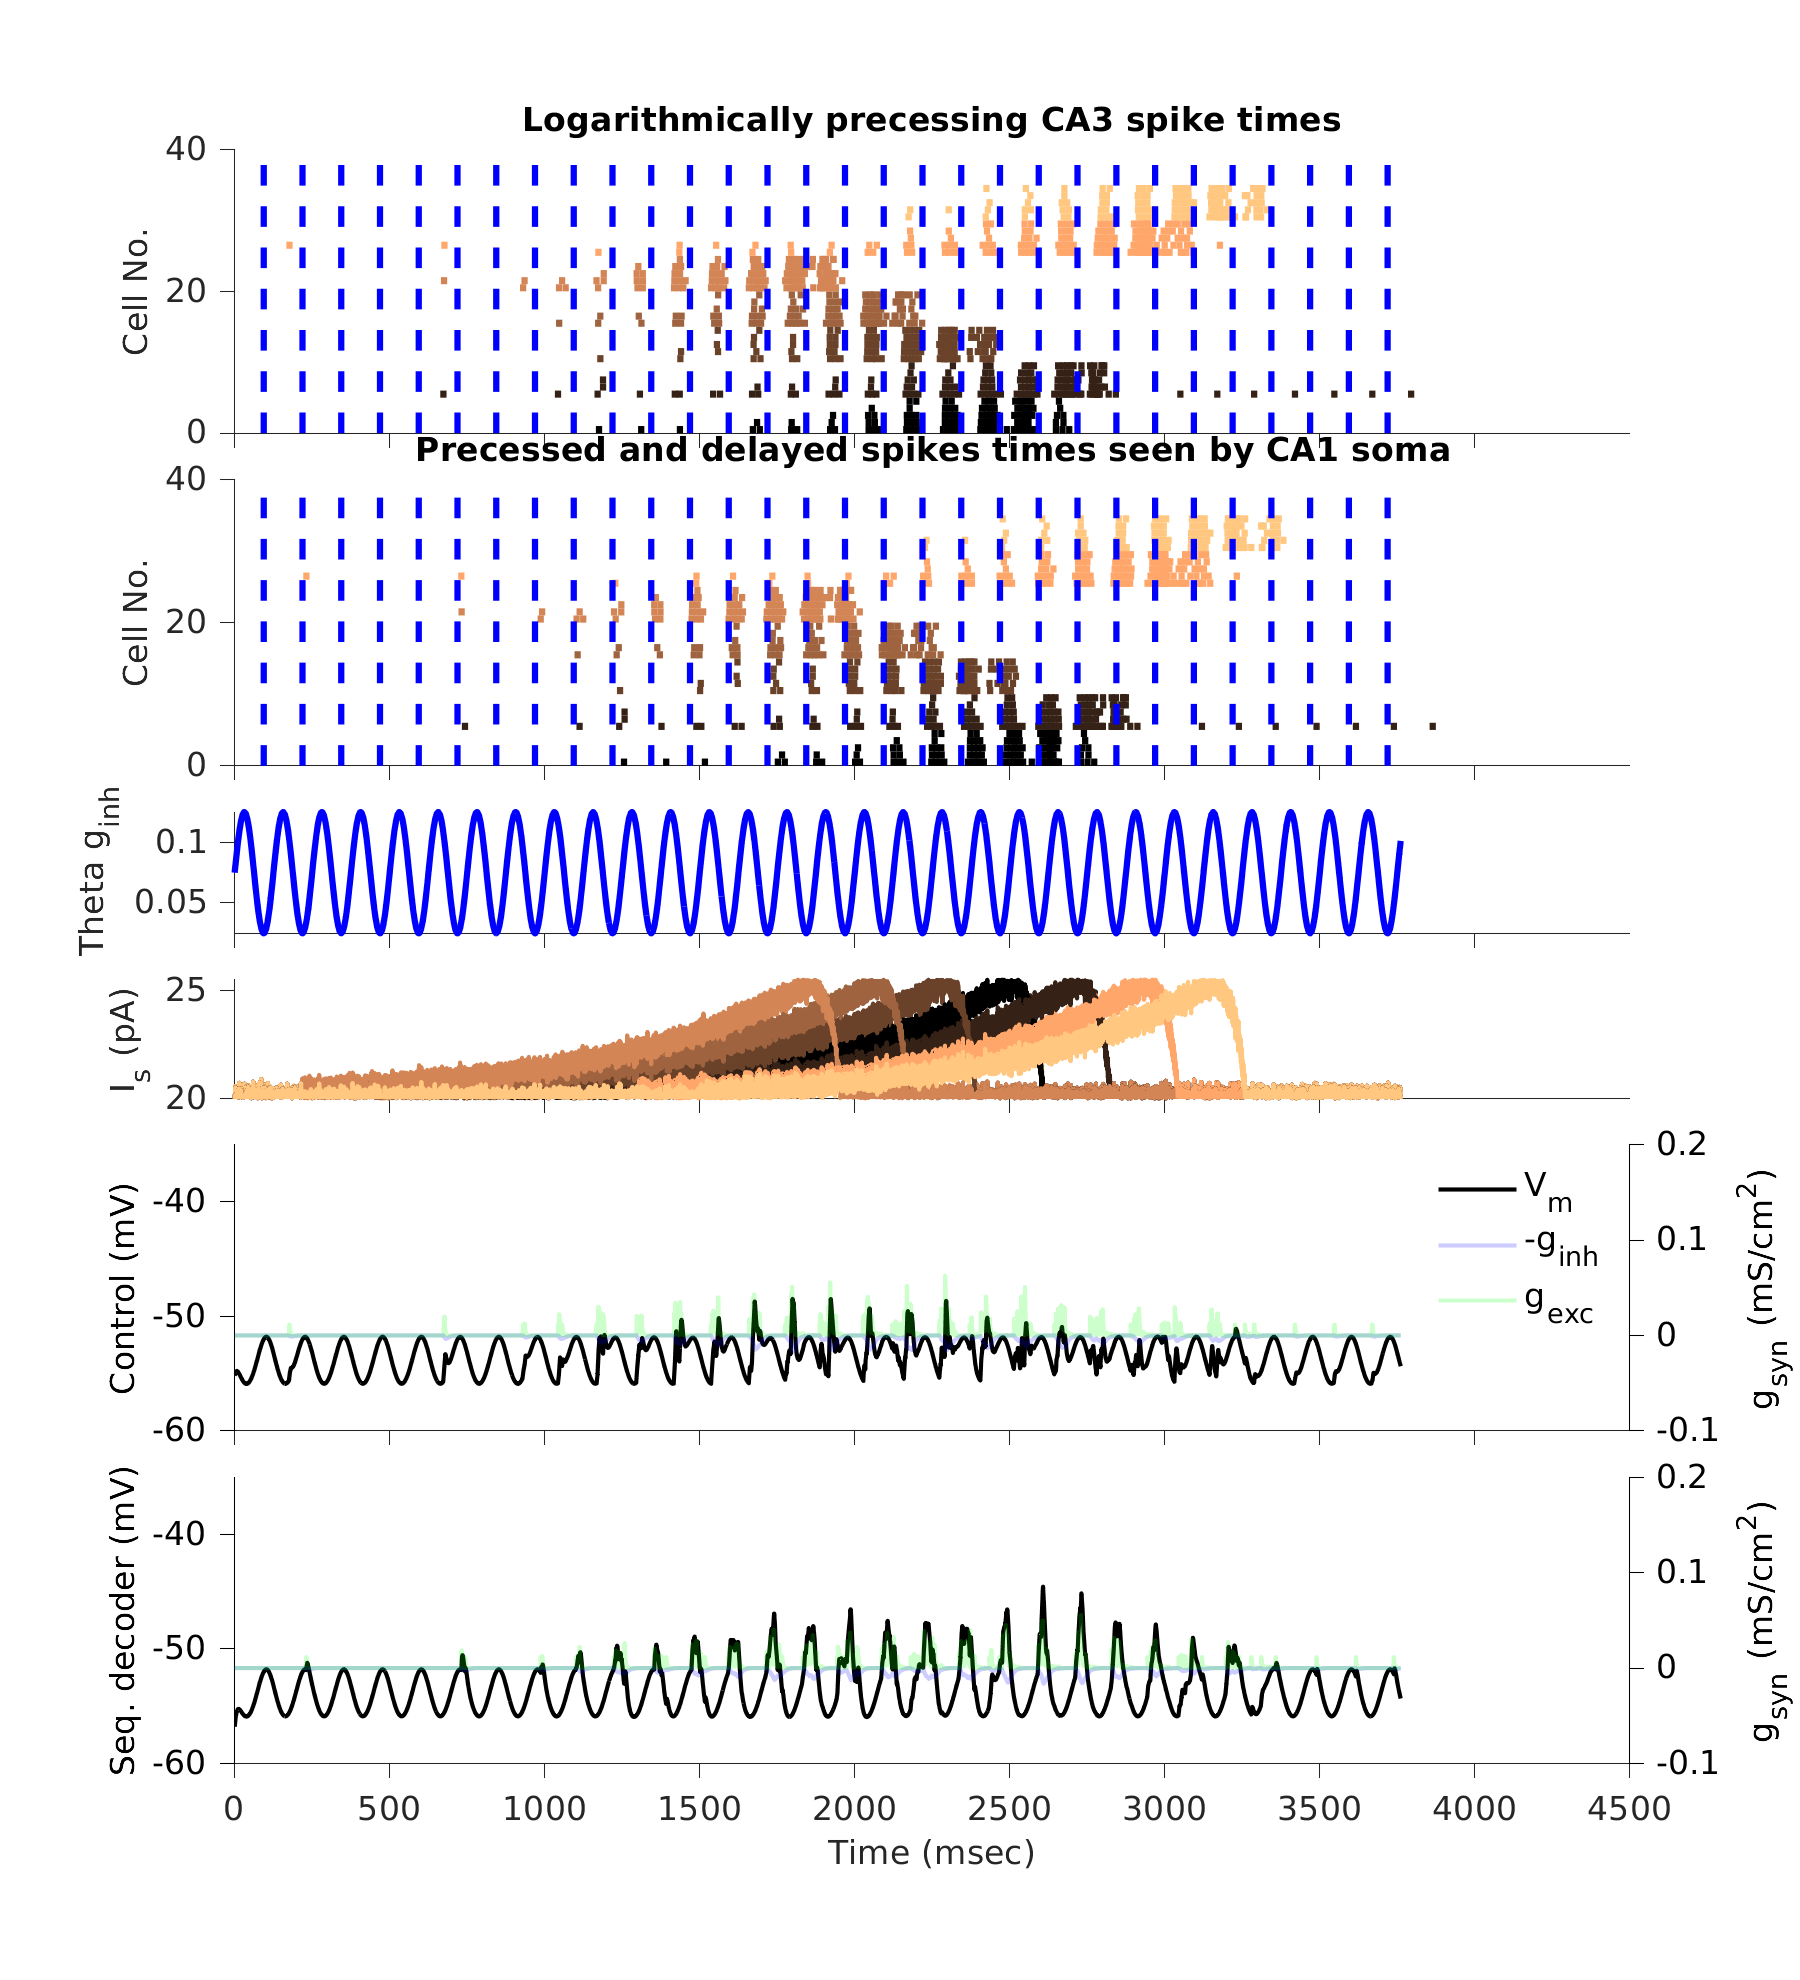 Logarithmically precessing CA3 spike times
40
20
0
Cell No.
Precessed and delayed spikes times seen by CA1 soma
40
20
0
Cell No.
0.1
0.05
Theta g_inh
25
20
I_s (pA)
-40
-50
-60
Control (mV)
V_m
-g_inh
g_exc
0.2
0.1
0
-0.1
g_syn (mS/cm^2)
-40
-50
-60
Seq. decoder (mV)
0.2
0.1
0
-0.1
g_syn (mS/cm^2)
0 500 1000 1500 2000 2500 3000 3500 4000 4500
Time (msec)